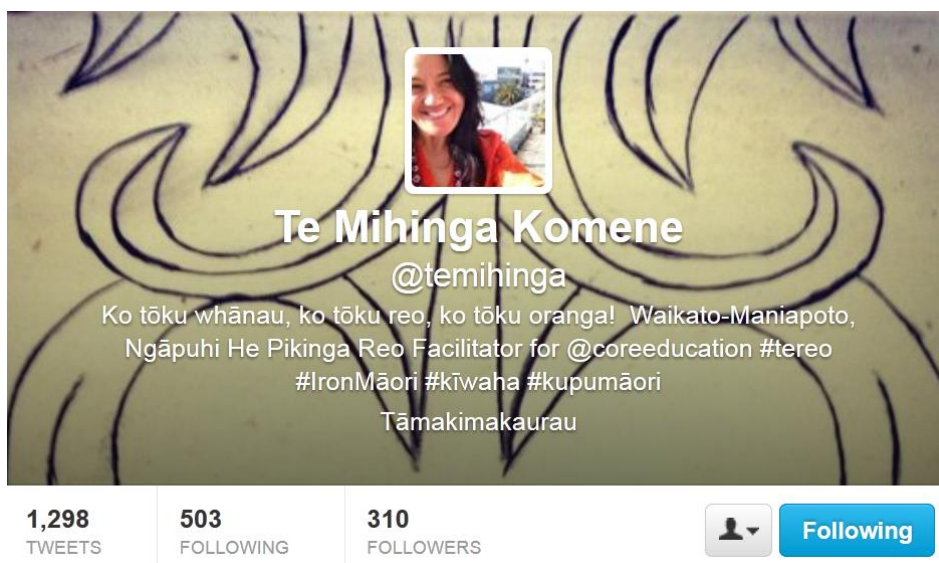 Te Mihinga Komene
@temihinga
Ko tōku whānau, ko tōku reo, ko tōku oranga!  Waikato-Maniapoto,
Ngāpuhi He Pikinga Reo Facilitator for @coreeducation #tereo
#IronMāori #kīwaha #kupumāori
Tāmakimakaurau
1,298 503 310
TWEETS FOLLOWING FOLLOWERS
Following